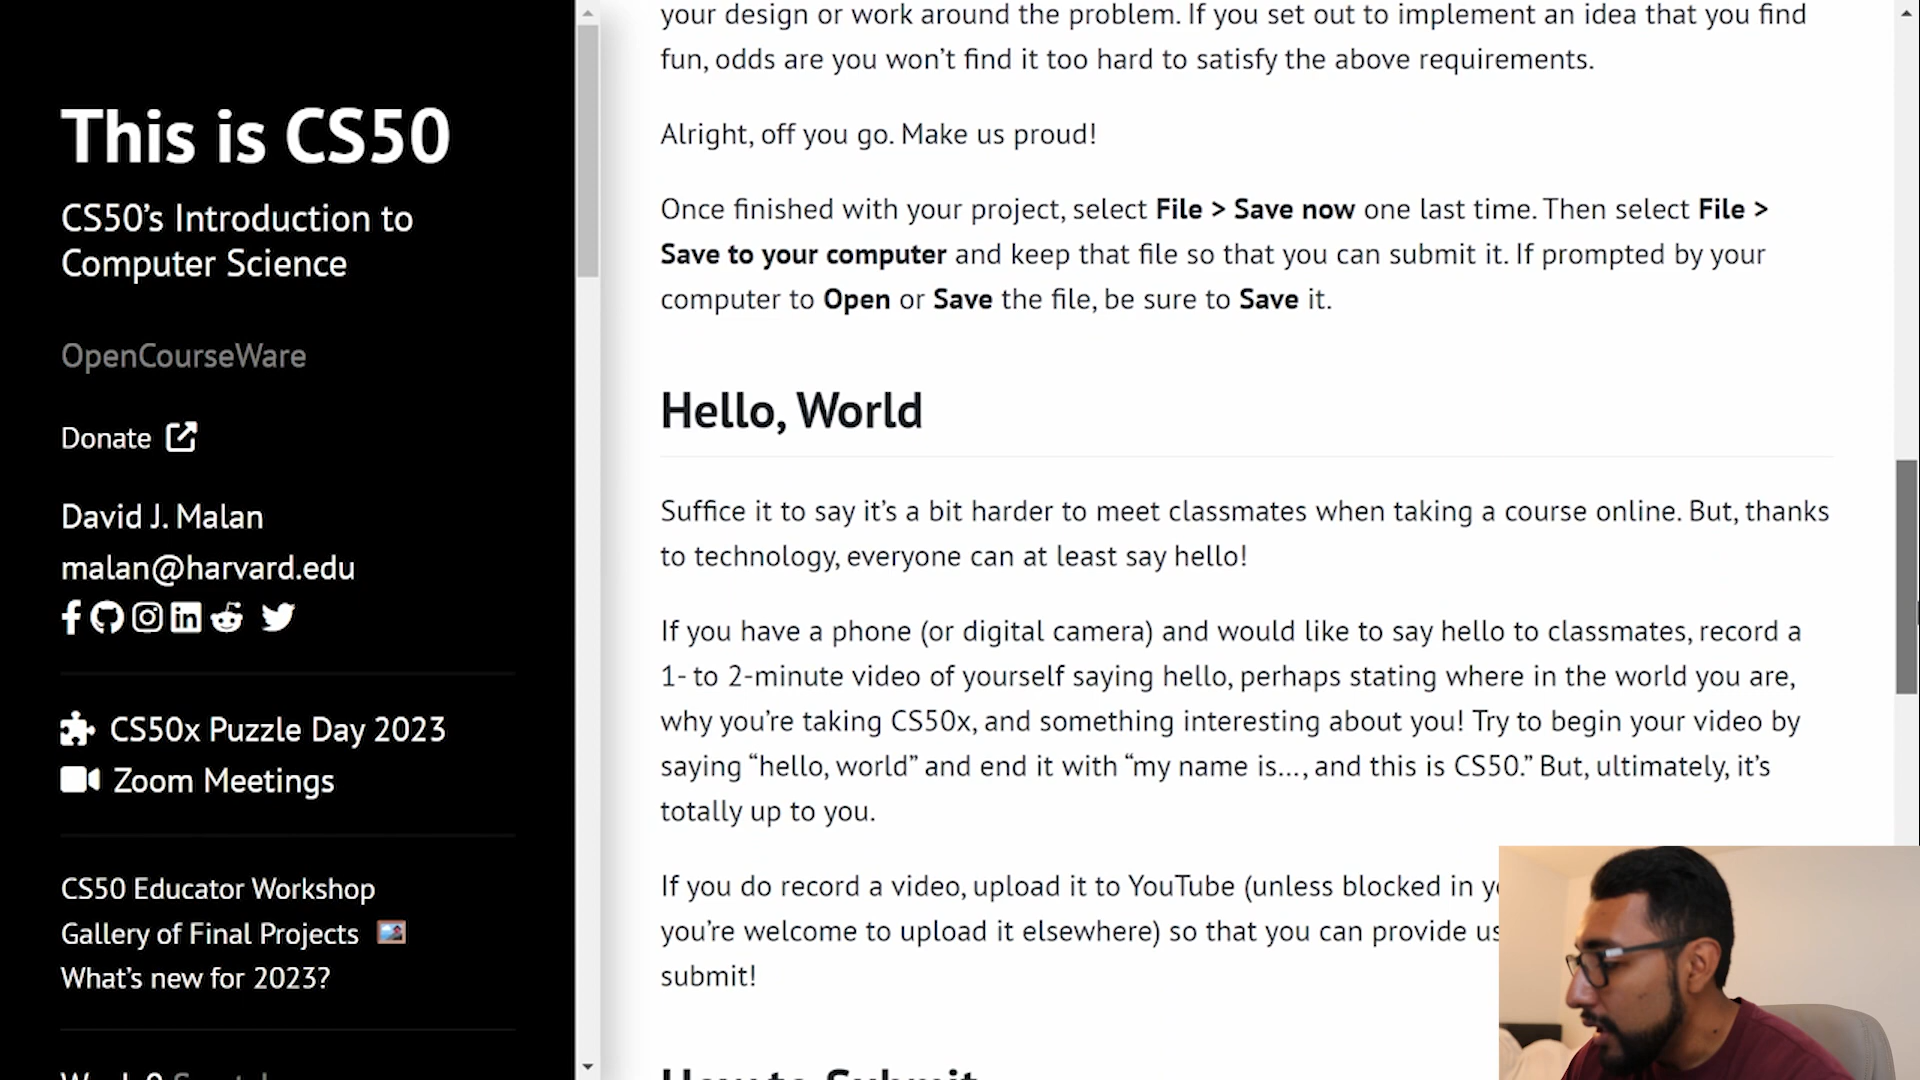 This is CS50
CS50’s Introduction to
Computer Science
OpenCourseWare
Donate
David J. Malan
malan@harvard.edu
CS50x Puzzle Day 2023
Zoom Meetings
CS50 Educator Workshop
Gallery of Final Projects
What’s new for 2023?
your design or work around the problem. If you set out to implement an idea that you find
fun, odds are you won’t find it too hard to satisfy the above requirements.
Alright, off you go. Make us proud!
Once finished with your project, select File > Save now one last time. Then select File >
Save to your computer and keep that file so that you can submit it. If prompted by your
computer to Open or Save the file, be sure to Save it.
Hello, World
Suffice it to say it’s a bit harder to meet classmates when taking a course online. But, thanks
to technology, everyone can at least say hello!
If you have a phone (or digital camera) and would like to say hello to classmates, record a
1- to 2-minute video of yourself saying hello, perhaps stating where in the world you are,
why you’re taking CS50x, and something interesting about you! Try to begin your video by
saying “hello, world” and end it with “my name is…, and this is CS50.” But, ultimately, it’s
totally up to you.
If you do record a video, upload it to YouTube (unless blocked in
you’re welcome to upload it elsewhere) so that you can provide us
submit!
How to Submit